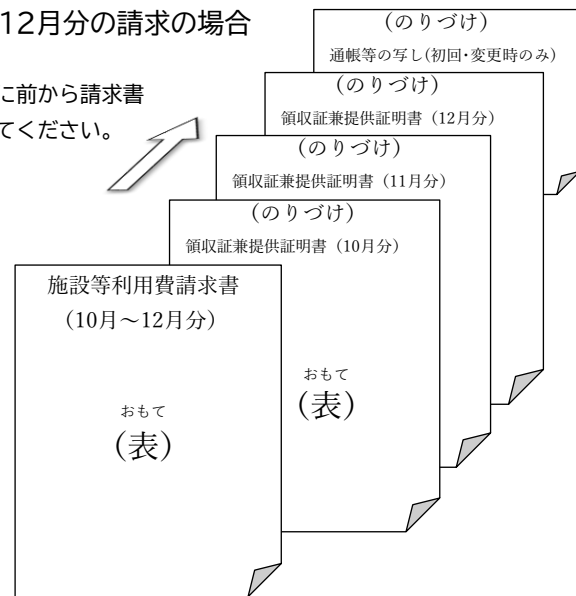 12月分の請求の場合
に前から請求書
てください。
(のりづけ)
通帳等の写し(初回・変更時のみ)
(のりづけ)
領収証兼提供証明書（12月分）
(のりづけ)
領収証兼提供証明書（11月分）
(のりづけ)
領収証兼提供証明書（10月分）
おもて
(表)
施設等利用費請求書
（10月～12月分）
おもて
(表)